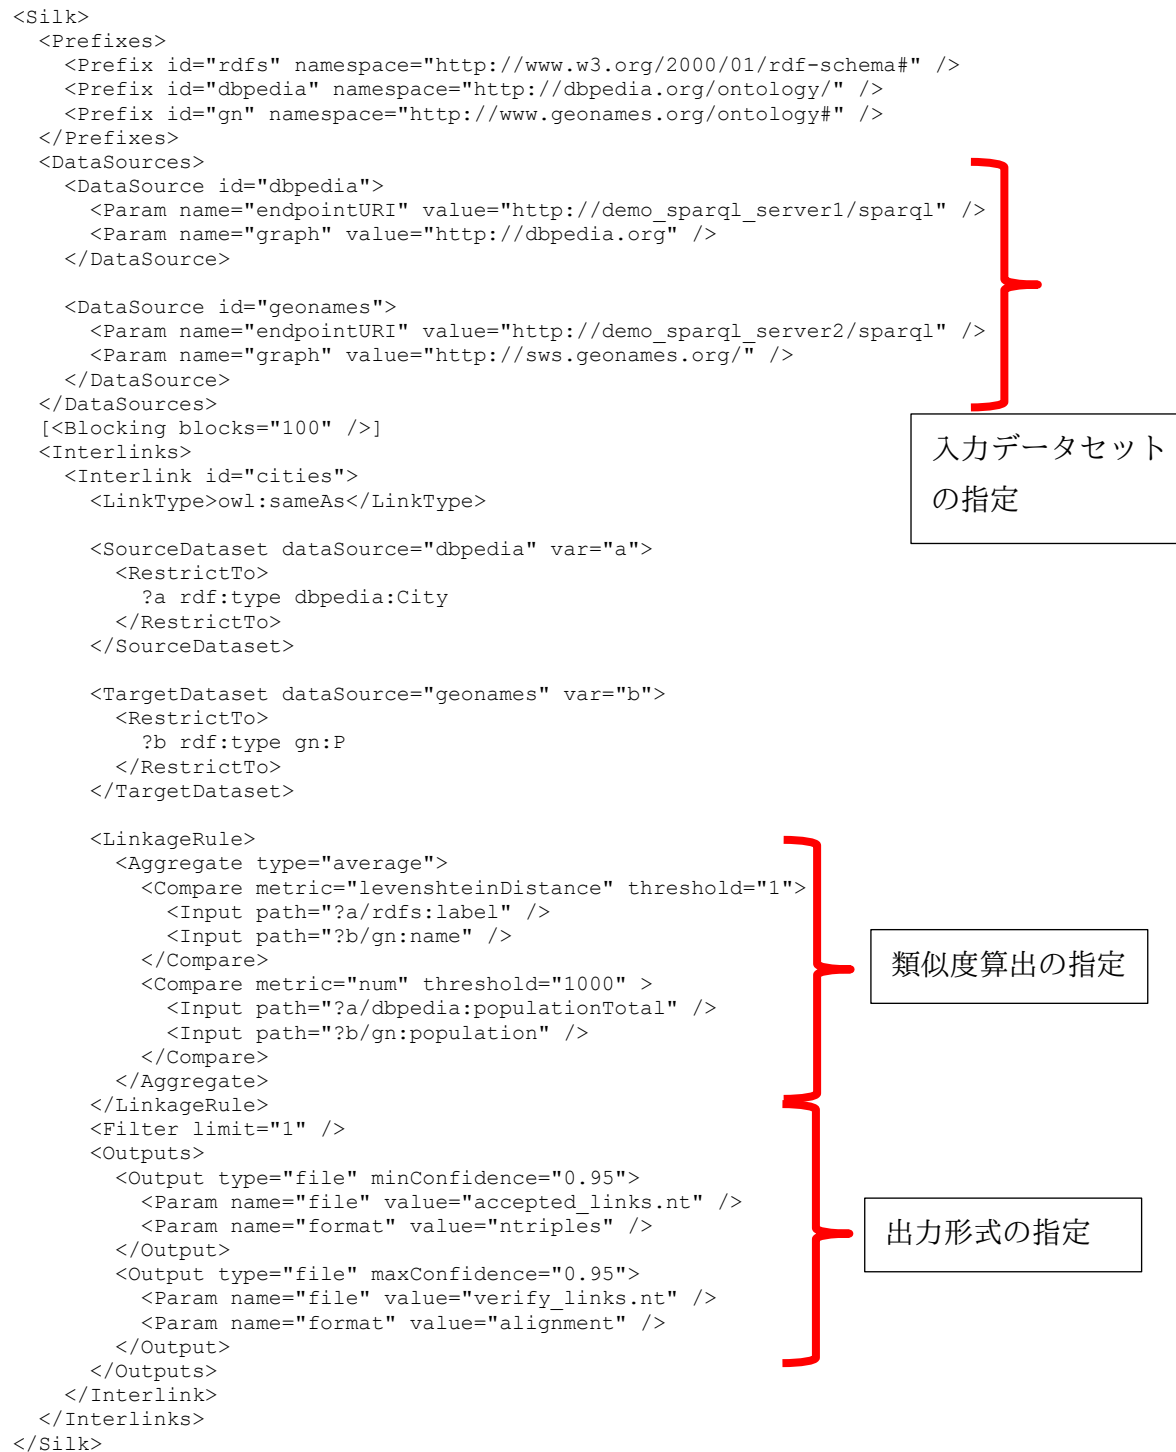 <Silk>
  <Prefixes>
    <Prefix id="rdfs" namespace="http://www.w3.org/2000/01/rdf-schema#" />
    <Prefix id="dbpedia" namespace="http://dbpedia.org/ontology/" />
    <Prefix id="gn" namespace="http://www.geonames.org/ontology#" />
  </Prefixes>
  <DataSources>
    <DataSource id="dbpedia">
      <Param name="endpointURI" value="http://demo_sparql_server1/sparql" />
      <Param name="graph" value="http://dbpedia.org" />
    </DataSource>
    <DataSource id="geonames">
      <Param name="endpointURI" value="http://demo_sparql_server2/sparql" />
      <Param name="graph" value="http://sws.geonames.org/" />
    </DataSource>
  </DataSources>
入力データセット
の指定
  [<Blocking blocks="100" />]
  <Interlinks>
    <Interlink id="cities">
      <LinkType>owl:sameAs</LinkType>
      <SourceDataset dataSource="dbpedia" var="a">
        <RestrictTo>
          ?a rdf:type dbpedia:City
        </RestrictTo>
      </SourceDataset>
      <TargetDataset dataSource="geonames" var="b">
        <RestrictTo>
          ?b rdf:type gn:P
        </RestrictTo>
      </TargetDataset>
      <LinkageRule>
        <Aggregate type="average">
          <Compare metric="levenshteinDistance" threshold="1">
            <Input path="?a/rdfs:label" />
            <Input path="?b/gn:name" />
          </Compare>
          <Compare metric="num" threshold="1000" >
            <Input path="?a/dbpedia:populationTotal" />
            <Input path="?b/gn:population" />
          </Compare>
        </Aggregate>
      </LinkageRule>
類似度算出の指定
      <Filter limit="1" />
      <Outputs>
        <Output type="file" minConfidence="0.95">
          <Param name="file" value="accepted_links.nt" />
          <Param name="format" value="ntriples" />
        </Output>
        <Output type="file" maxConfidence="0.95">
          <Param name="file" value="verify_links.nt" />
          <Param name="format" value="alignment" />
        </Output>
      </Outputs>
出力形式の指定
    </Interlink>
  </Interlinks>
</Silk>